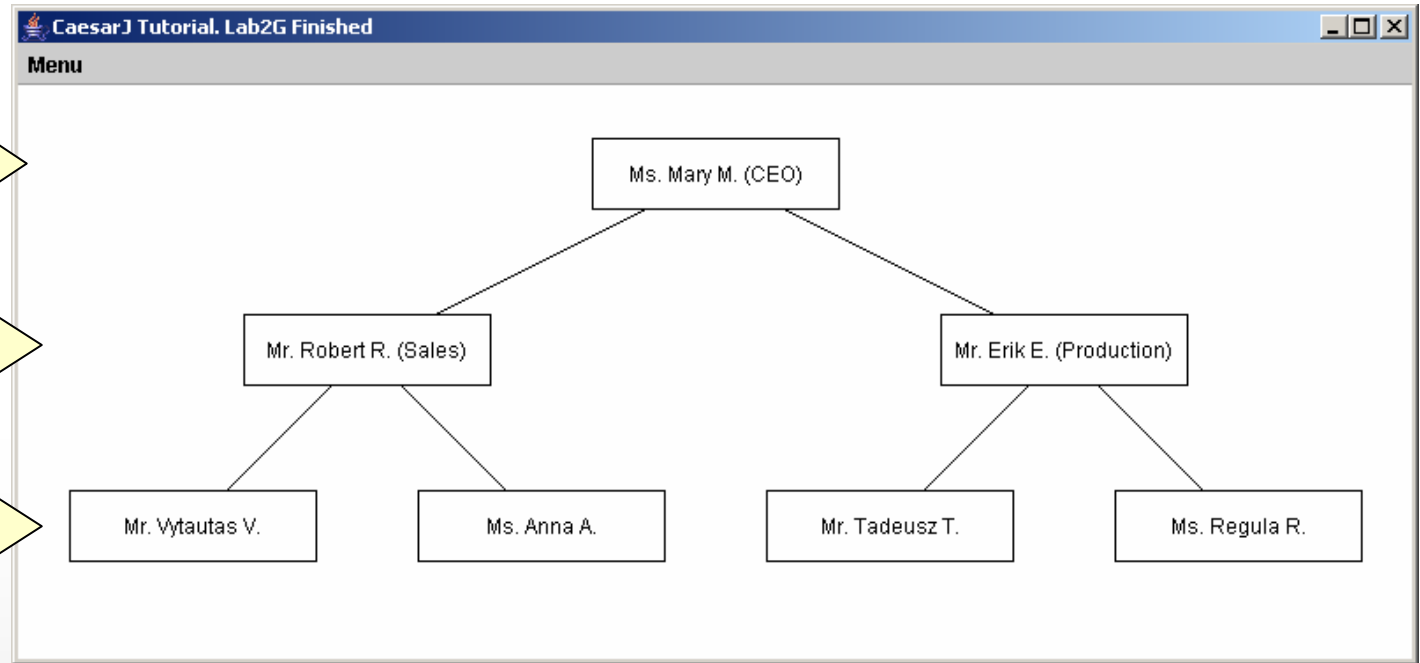 CaesarJ Tutorial. Lab2G Finished
Menu
Ms. Mary M. (CEO)
Mr. Robert R. (Sales)
Mr. Erik E. (Production)
Mr. Vytautas V.
Ms. Anna A.
Mr. Tadeusz T.
Ms. Regula R.